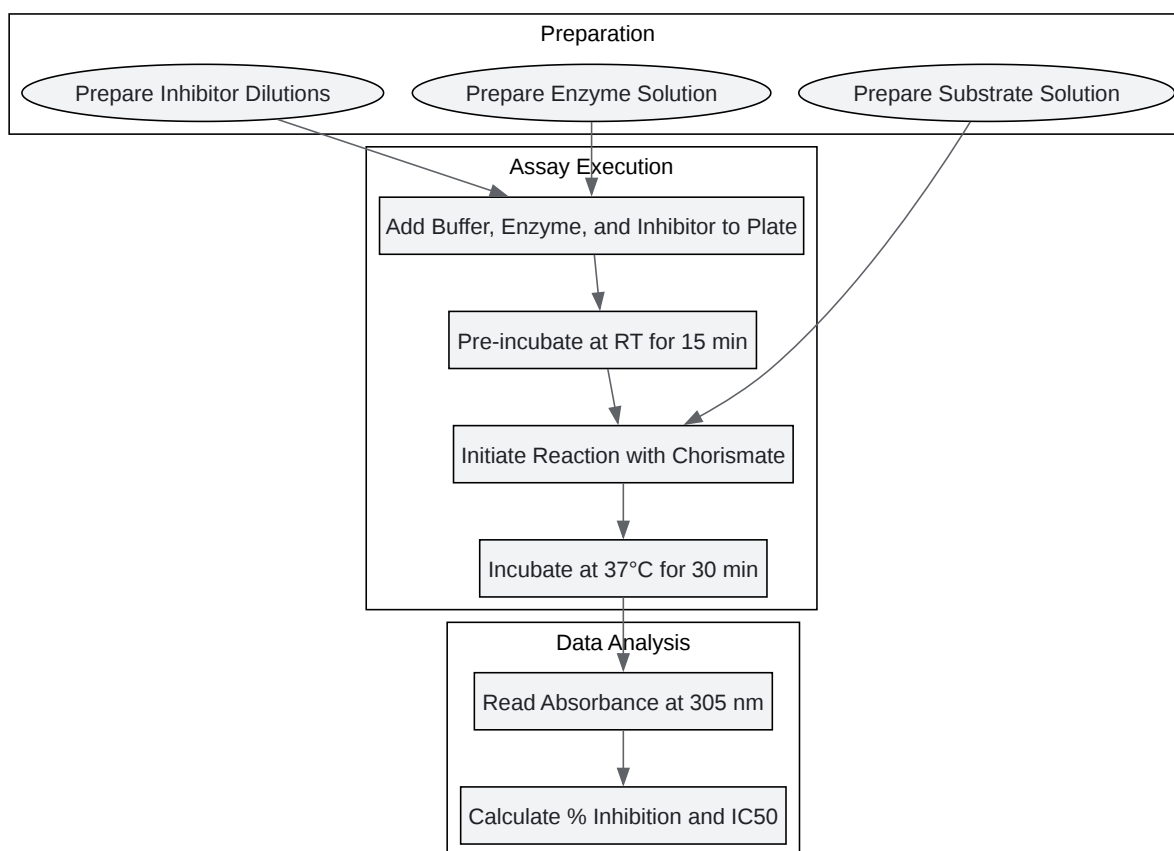 Preparation
Prepare Inhibitor Dilutions
Prepare Enzyme Solution
Prepare Substrate Solution
Assay Execution
Add Buffer, Enzyme, and Inhibitor to Plate
Pre-incubate at RT for 15 min
Initiate Reaction with Chorismate
Incubate at 37°C for 30 min
Data Analysis
Read Absorbance at 305 nm
Calculate % Inhibition and IC50